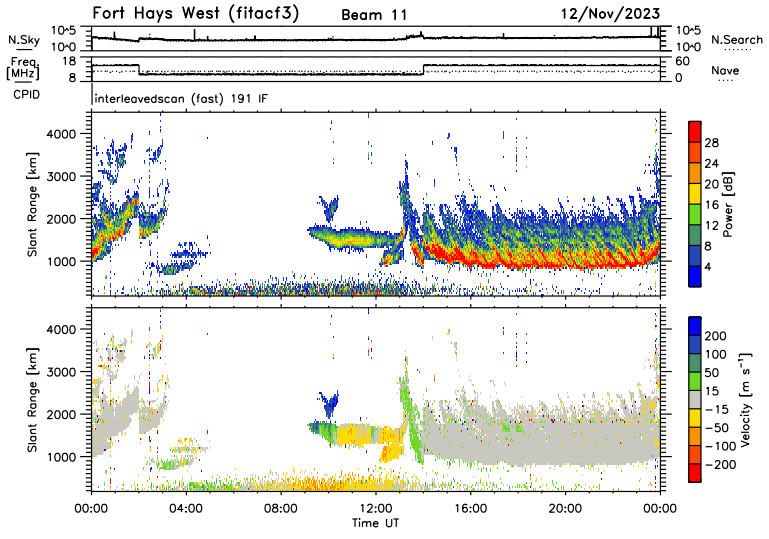 Fort Hays West (fitacf3) Beam 11 12/Nov/2023
N.Sky 10^5 10^5 N.Search
10^0 10^0
Freq. 18 60
[MHz] 8 0 Nave
CPID
interleavedscan (fast) 191 IF
Slant Range [km]
4000
3000
2000
1000
28
24
20
16
12
8
4
Power [dB]
Slant Range [km]
4000
3000
2000
1000
200
100
50
15
-15
-50
-100
-200
Velocity [m s⁻¹]
00:00 04:00 08:00 12:00 16:00 20:00 00:00
Time UT